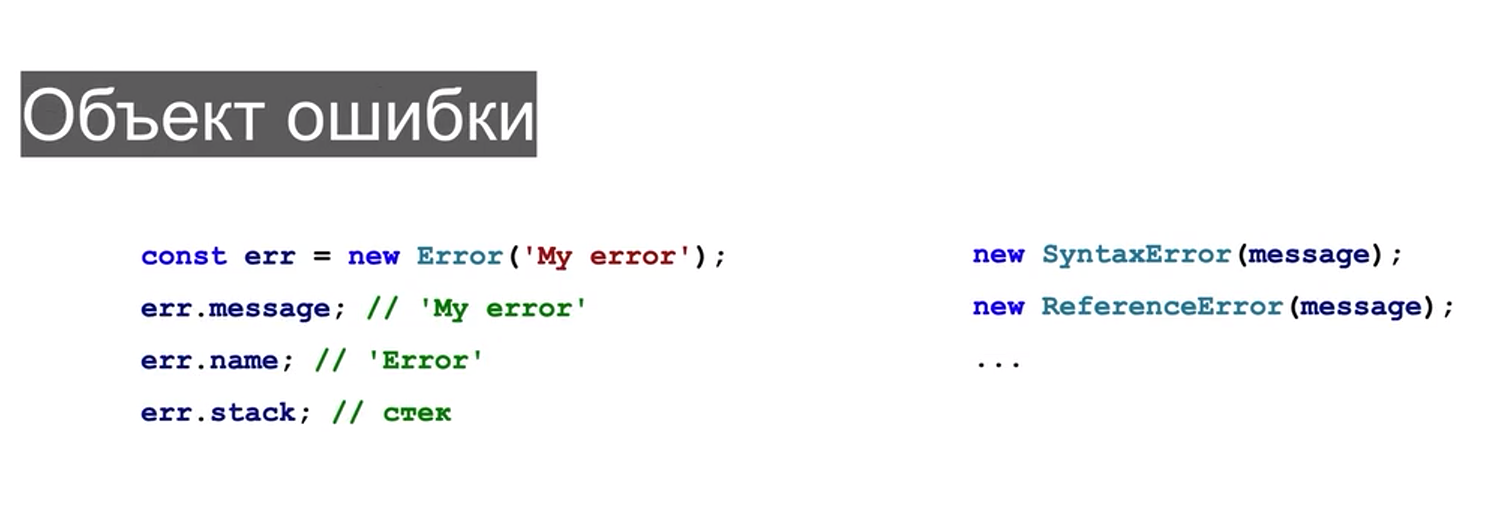 Объект ошибки
const err = new Error('My error');
err.message; // 'My error'
err.name; // 'Error'
err.stack; // стек
new SyntaxError(message);
new ReferenceError(message);
...